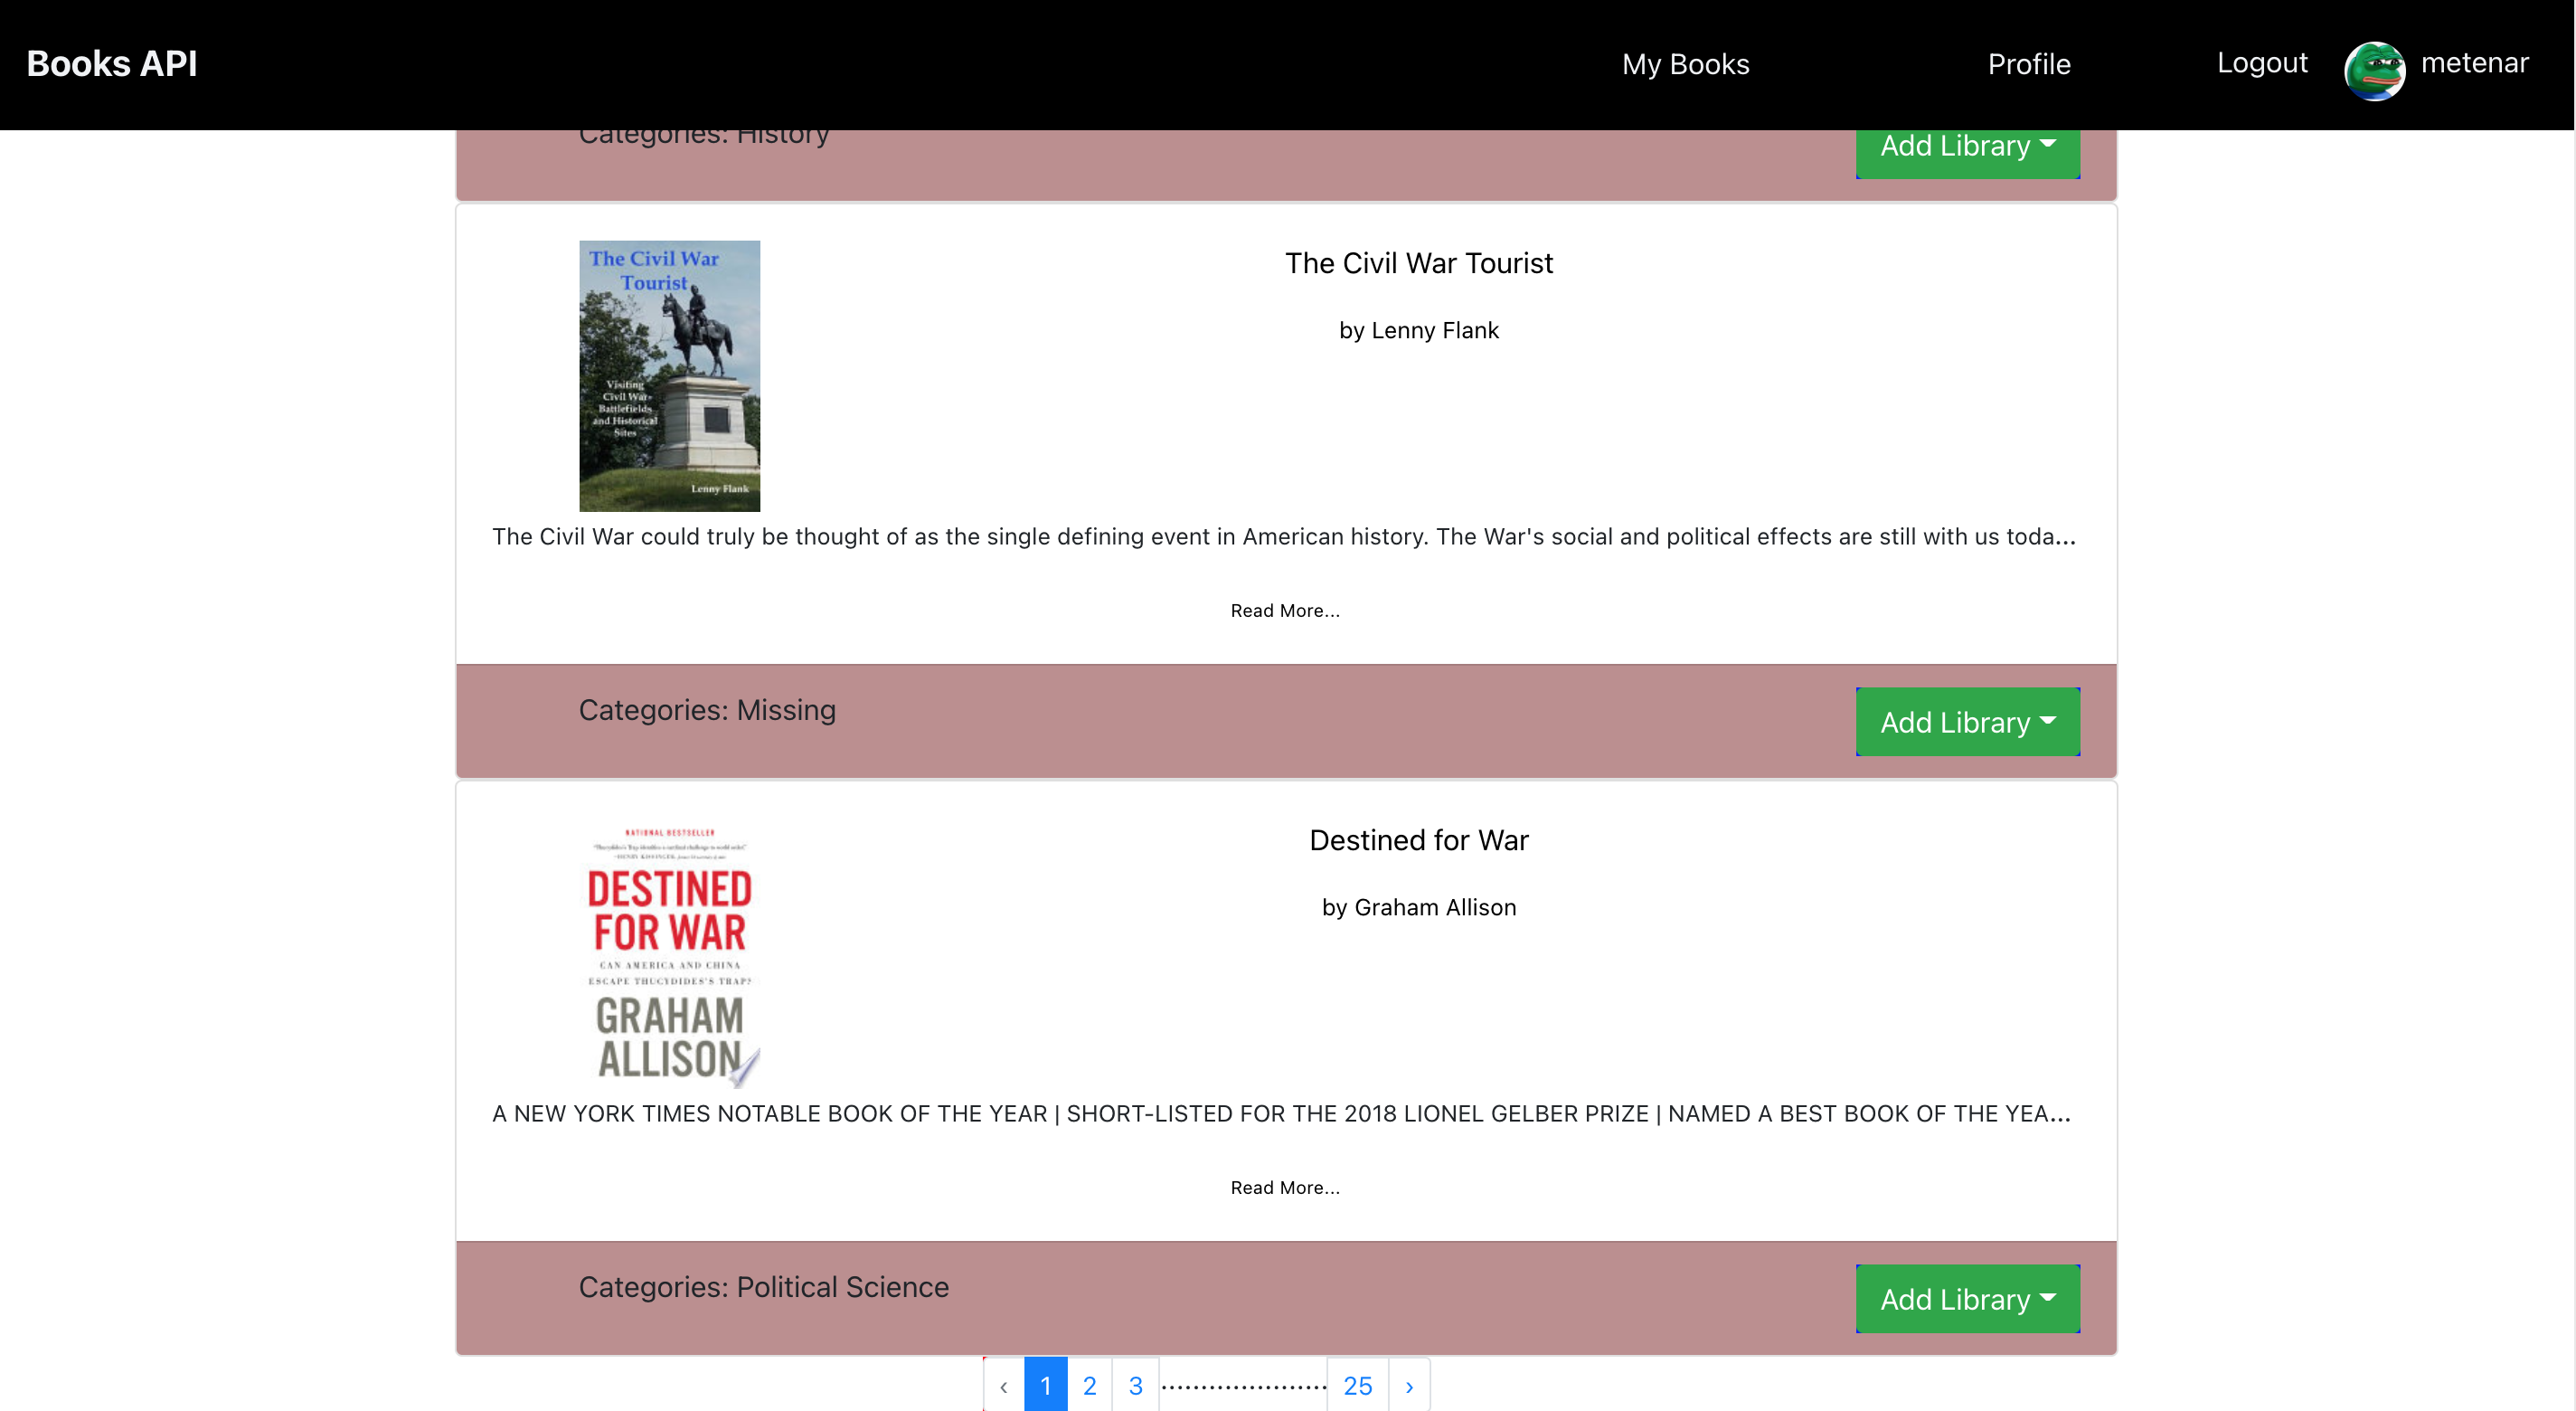 Books API
My Books
Profile
Logout
metenar
Categories: History
Add Library
The Civil War
Tourist
Visiting
Civil War
Battlefields
and Historical
Sites
Lenny Flank
The Civil War Tourist
by Lenny Flank
The Civil War could truly be thought of as the single defining event in American history. The War's social and political effects are still with us toda...
Read More...
Categories: Missing
Add Library
NATIONAL BESTSELLER
DESTINED
FOR WAR
CAN AMERICA AND CHINA
ESCAPE THUCYDIDES'S TRAP?
GRAHAM
ALLISON
Destined for War
by Graham Allison
A NEW YORK TIMES NOTABLE BOOK OF THE YEAR | SHORT-LISTED FOR THE 2018 LIONEL GELBER PRIZE | NAMED A BEST BOOK OF THE YEA...
Read More...
Categories: Political Science
Add Library
‹ 1 2 3 ..................... 25 ›